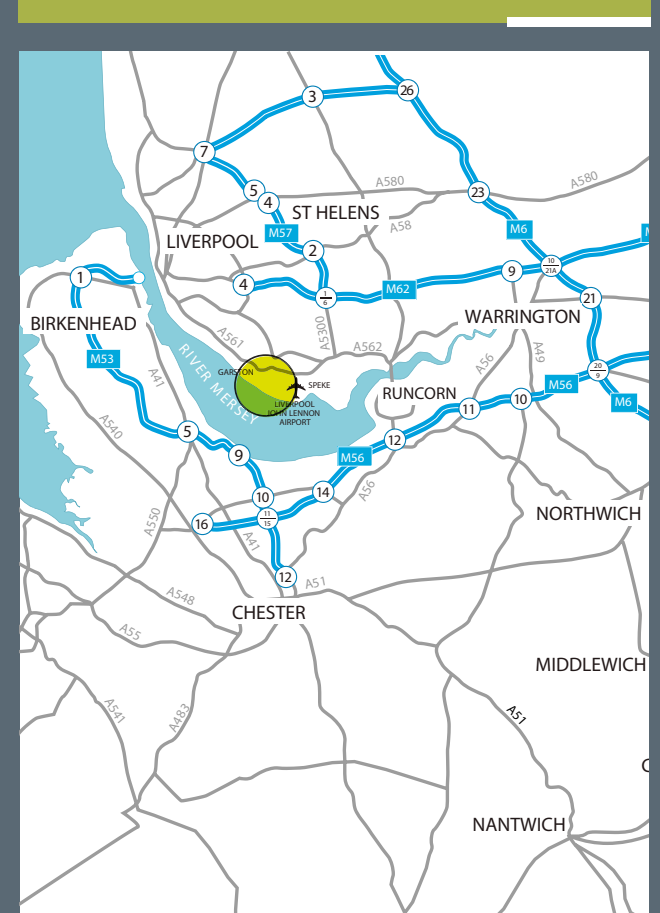 3
26
7
A580
A580
5
4
23
ST HELENS
A58
M57
M6
LIVERPOOL
2
10
21A
1
4
9
1
6
M62
21
BIRKENHEAD
WARRINGTON
A561
A5300
A562
A49
M53
RIVER MERSEY
GARSTON
A56
20
9
A41
SPEKE
M56
RUNCORN
LIVERPOOL
JOHN LENNON
AIRPORT
10
11
M6
A540
5
12
9
M56
14
A56
10
A550
11
15
16
NORTHWICH
A41
12
A51
A548
CHESTER
A55
MIDDLEWICH
A541
A483
A51
NANTWICH